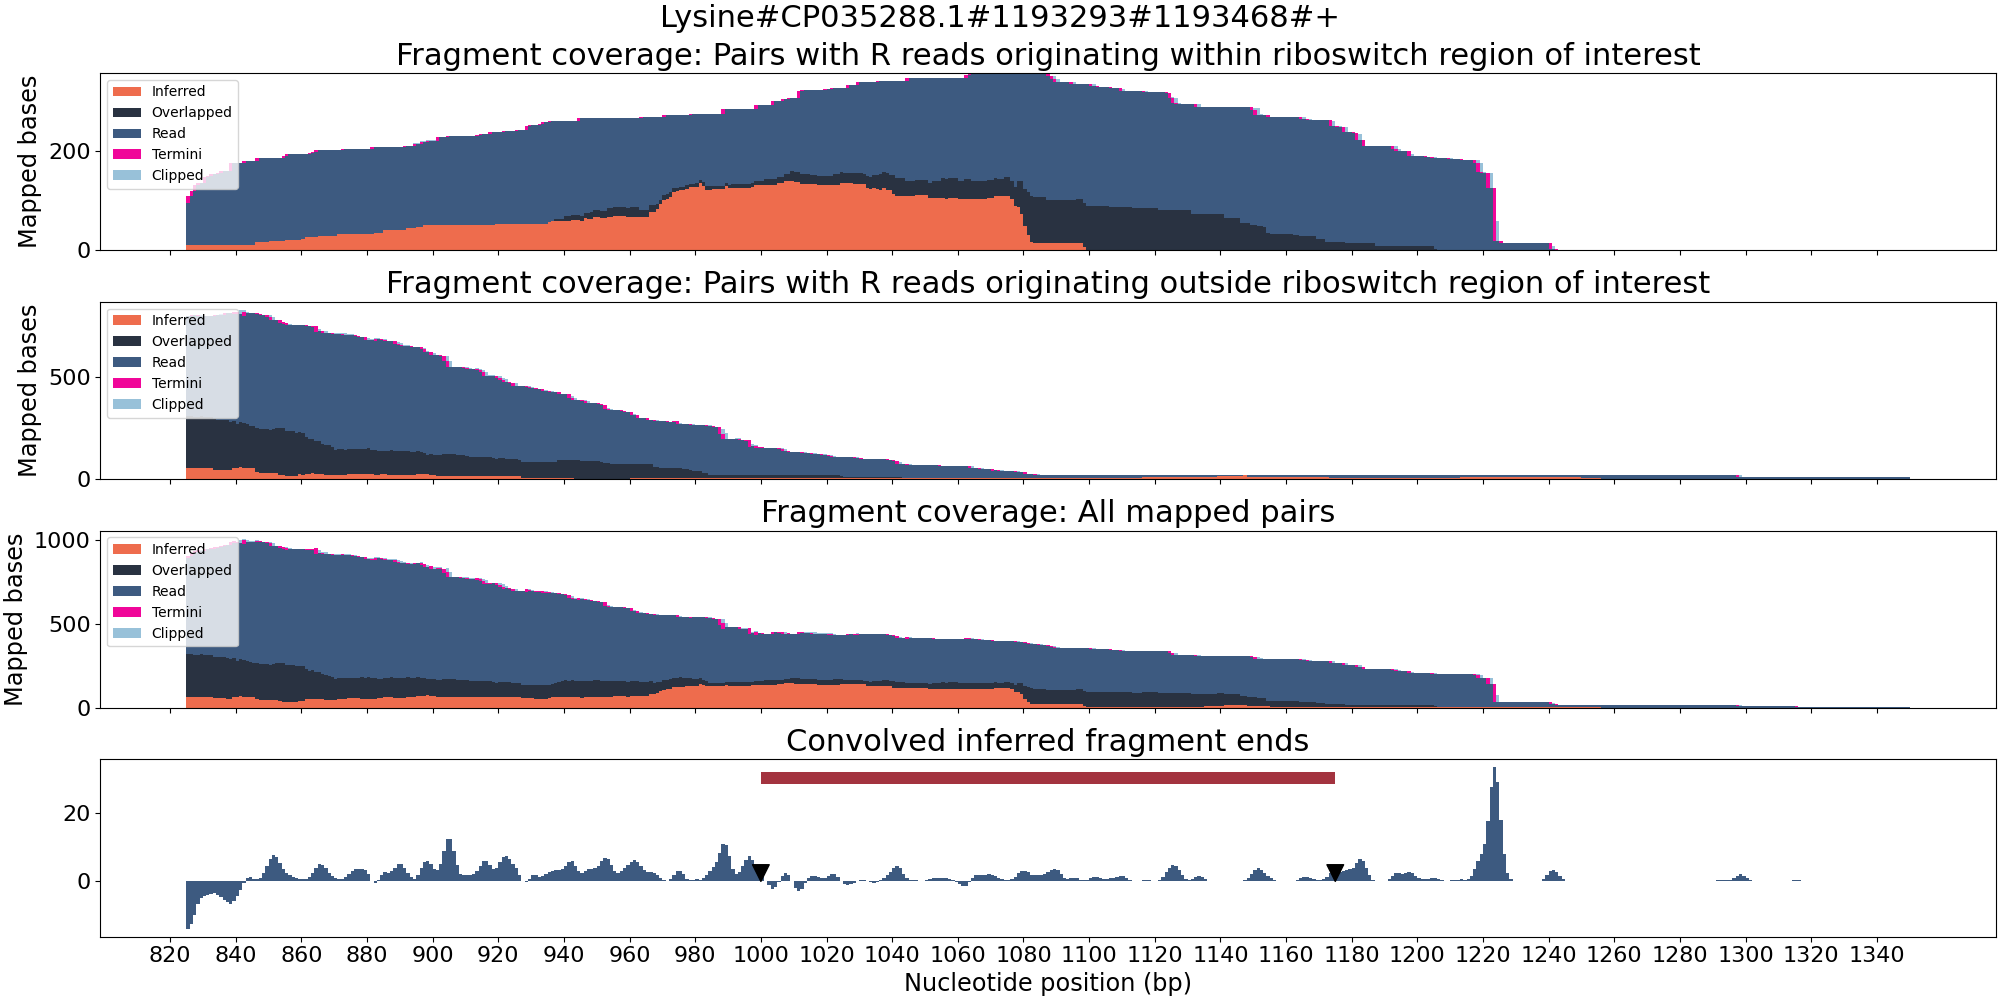 Lysine#CP035288.1#1193293#1193468#+
Fragment coverage: Pairs with R reads originating within riboswitch region of interest
Mapped bases
200
0
Inferred
Overlapped
Read
Termini
Clipped
Fragment coverage: Pairs with R reads originating outside riboswitch region of interest
Mapped bases
500
0
Inferred
Overlapped
Read
Termini
Clipped
Fragment coverage: All mapped pairs
Mapped bases
1000
500
0
Inferred
Overlapped
Read
Termini
Clipped
Convolved inferred fragment ends
20
0
820 840 860 880 900 920 940 960 980 1000 1020 1040 1060 1080 1100 1120 1140 1160 1180 1200 1220 1240 1260 1280 1300 1320 1340
Nucleotide position (bp)